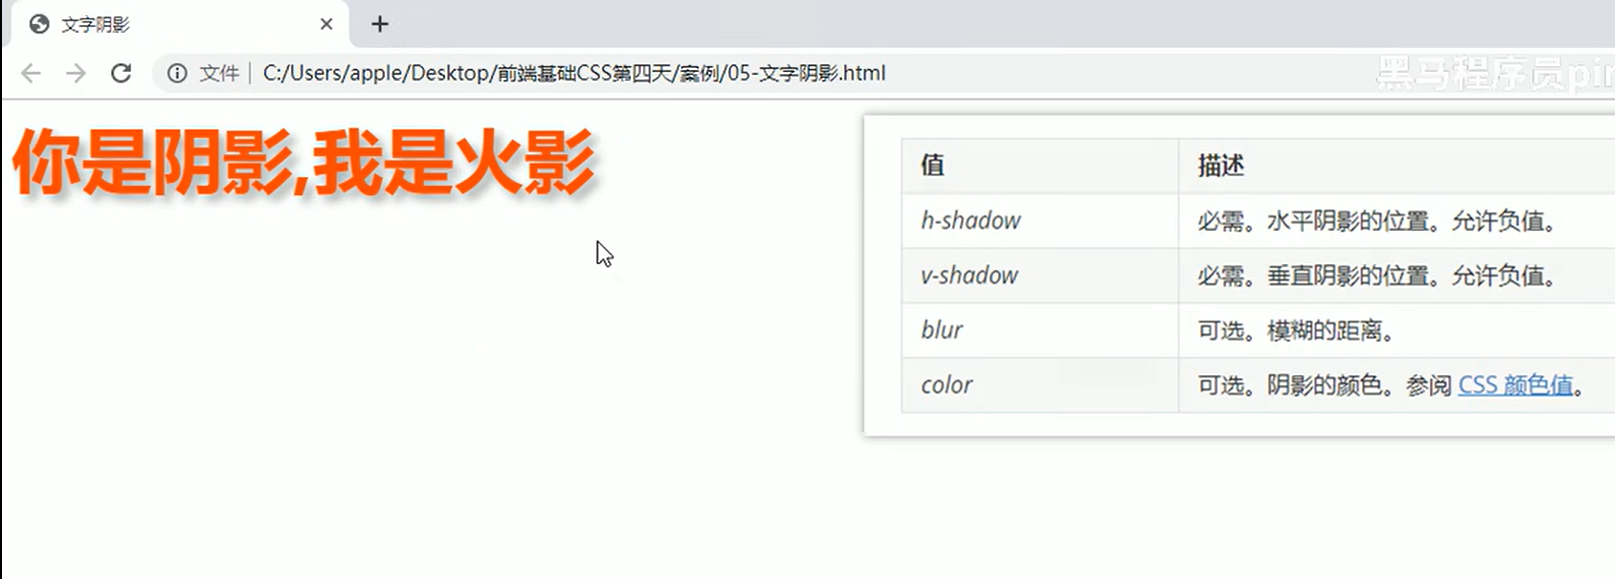 文字阴影
文件 C:/Users/apple/Desktop/前端基础CSS第四天/案例/05-文字阴影.html
黑马程序员pin
你是阴影,我是火影
值 描述
h-shadow 必需。水平阴影的位置。允许负值。
v-shadow 必需。垂直阴影的位置。允许负值。
blur 可选。模糊的距离。
color 可选。阴影的颜色。参阅 CSS 颜色值。